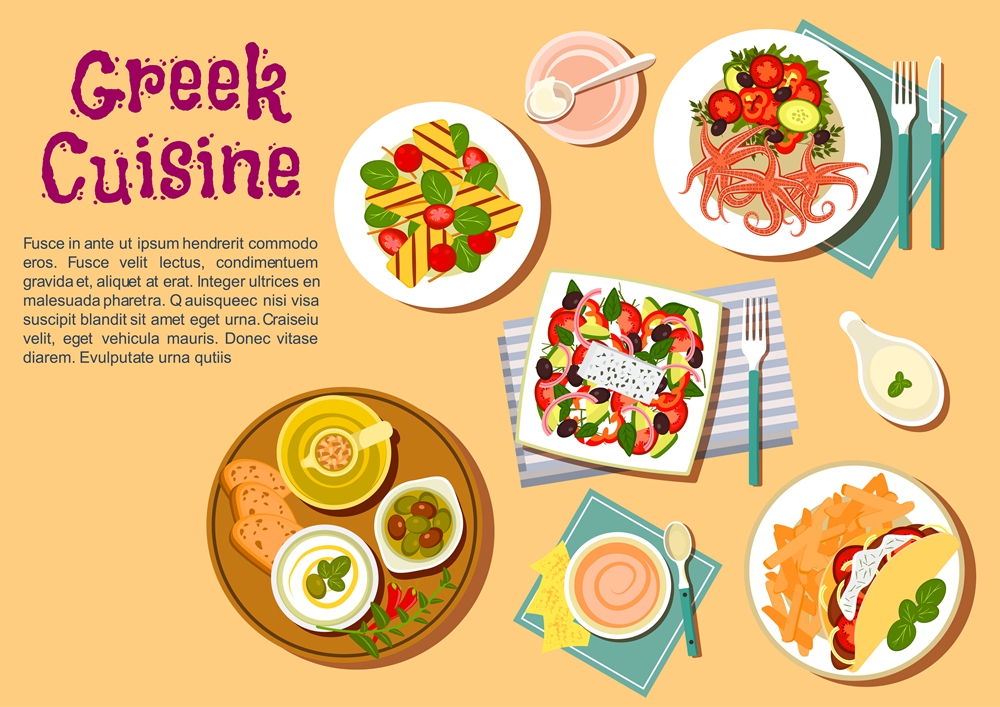 Greek
Cuisine
Fusce in ante ut ipsum hendrerit commodo
eros. Fusce velit lectus, condimentuem
gravida et, aliquet at erat. Integer ultrices en
malesuada pharetra. Q auisqueec nisi visa
suscipit blandit sit amet eget urna. Craiseiu
velit, eget vehicula mauris. Donec vitase
diarem. Evulputate urna qutiis